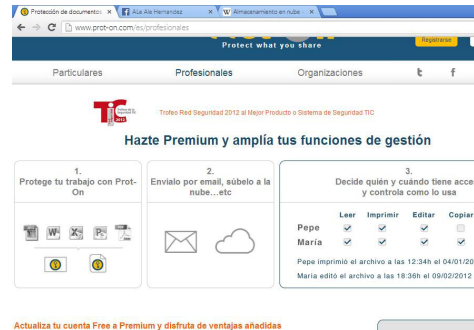 Protección de documentos
ALe Ale Hernandez
Almacenamiento en nube -
www.prot-on.com/es/profesionales
Protect what you share
Registrarse
Particulares
Profesionales
Organizaciones
TiC
2012
Trofeo Red Seguridad 2012 al Mejor Producto o Sistema de Seguridad TIC
Hazte Premium y amplía tus funciones de gestión
1.
Protege tu trabajo con Prot-
On
2.
Envíalo por email, súbelo a la
nube...etc
3.
Decide quién y cuándo tiene acce
y controla como lo usa
Leer Imprimir Editar Copiar
Pepe
María
Pepe imprimió el archivo a las 12:34h el 04/01/20
María editó el archivo a las 18:36h el 09/02/2012
Actualiza tu cuenta Free a Premium y disfruta de ventajas añadidas